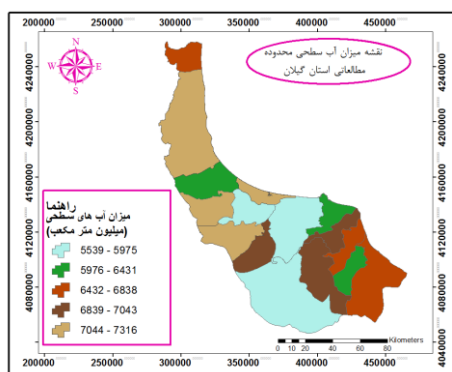 200000 250000 300000 350000 400000 450000
نقشه میزان آب سطحی محدوده
مطالعاتی استان گیلان
N
W E
S
4240000
4200000
4160000
4120000
4080000
4040000
4240000
4200000
4160000
4120000
4080000
4040000
راهنما
میزان آب های سطحی
(میلیون متر مکعب)
5539 - 5975
5976 - 6431
6432 - 6838
6839 - 7043
7044 - 7316
Kilometers
0 10 20 40 60 80
200000 250000 300000 350000 400000 450000